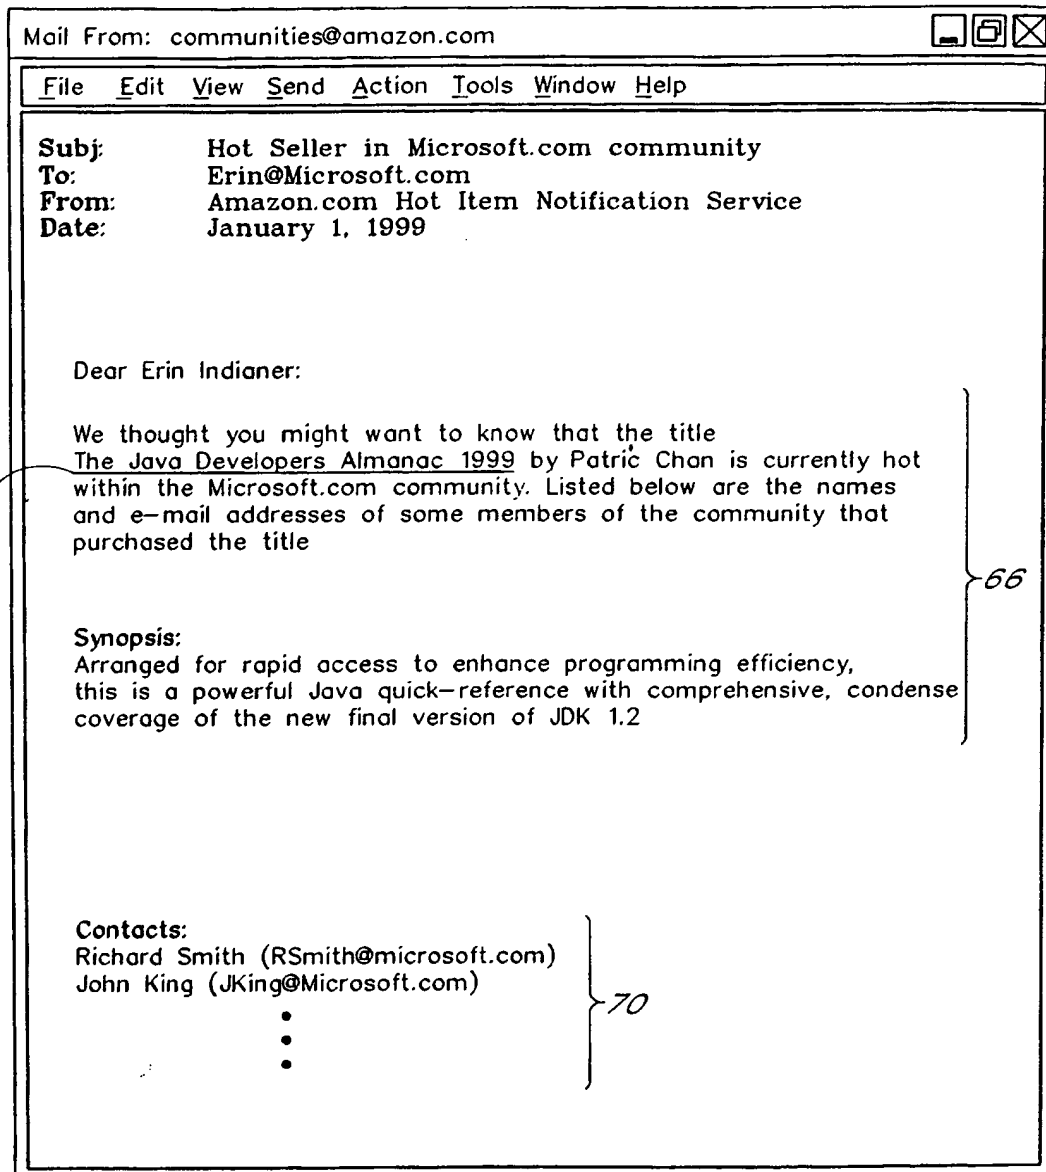 Mail From: communities@amazon.com
File Edit View Send Action Tools Window Help
Subj: Hot Seller in Microsoft.com community
To: Erin@Microsoft.com
From: Amazon.com Hot Item Notification Service
Date: January 1, 1999
Dear Erin Indianer:
We thought you might want to know that the title
The Java Developers Almanac 1999 by Patric Chan is currently hot
within the Microsoft.com community. Listed below are the names
and e-mail addresses of some members of the community that
purchased the title
66
Synopsis:
Arranged for rapid access to enhance programming efficiency,
this is a powerful Java quick-reference with comprehensive, condense
coverage of the new final version of JDK 1.2
Contacts:
Richard Smith (RSmith@microsoft.com)
John King (JKing@Microsoft.com)
70